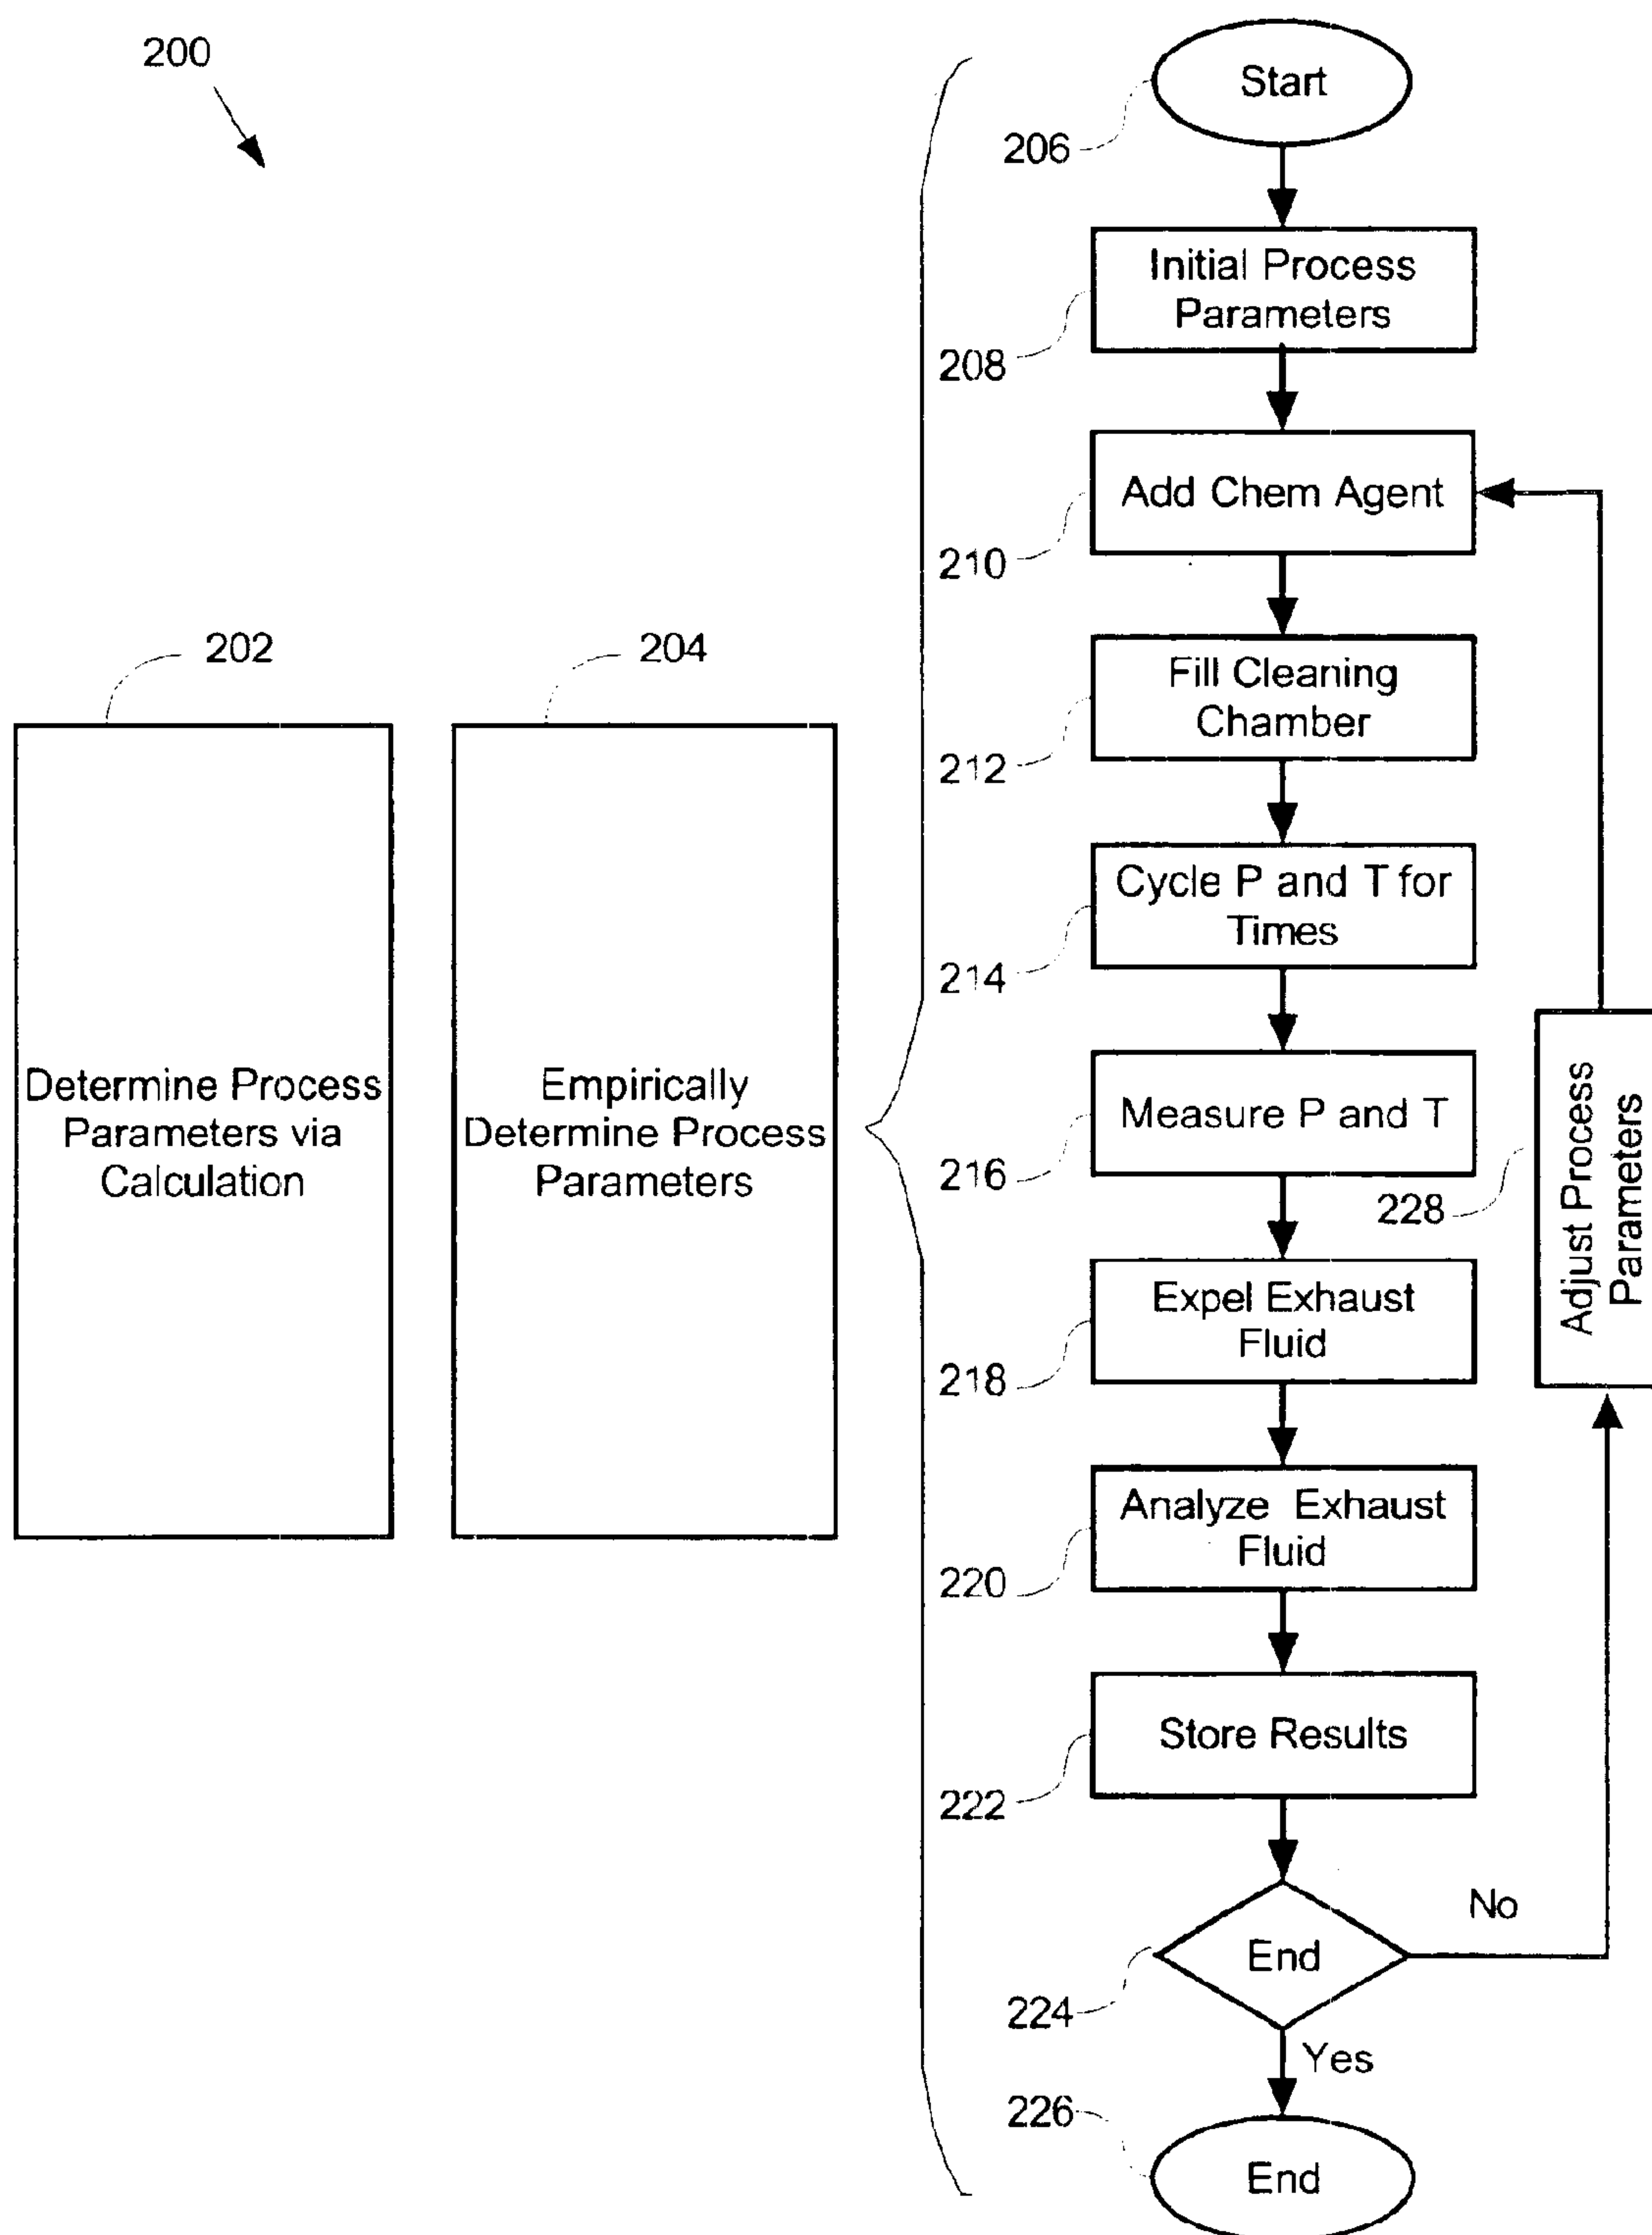 200
Start
206
Initial Process
Parameters
208
Add Chem Agent
210
202
204
Fill Cleaning
Chamber
212
Cycle P and T for
Times
214
Determine Process
Parameters via
Calculation
Empirically
Determine Process
Parameters
Measure P and T
216
228
Adjust Process
Parameters
Expel Exhaust
Fluid
218
Analyze Exhaust
Fluid
220
Store Results
222
End
No
224
Yes
226
End